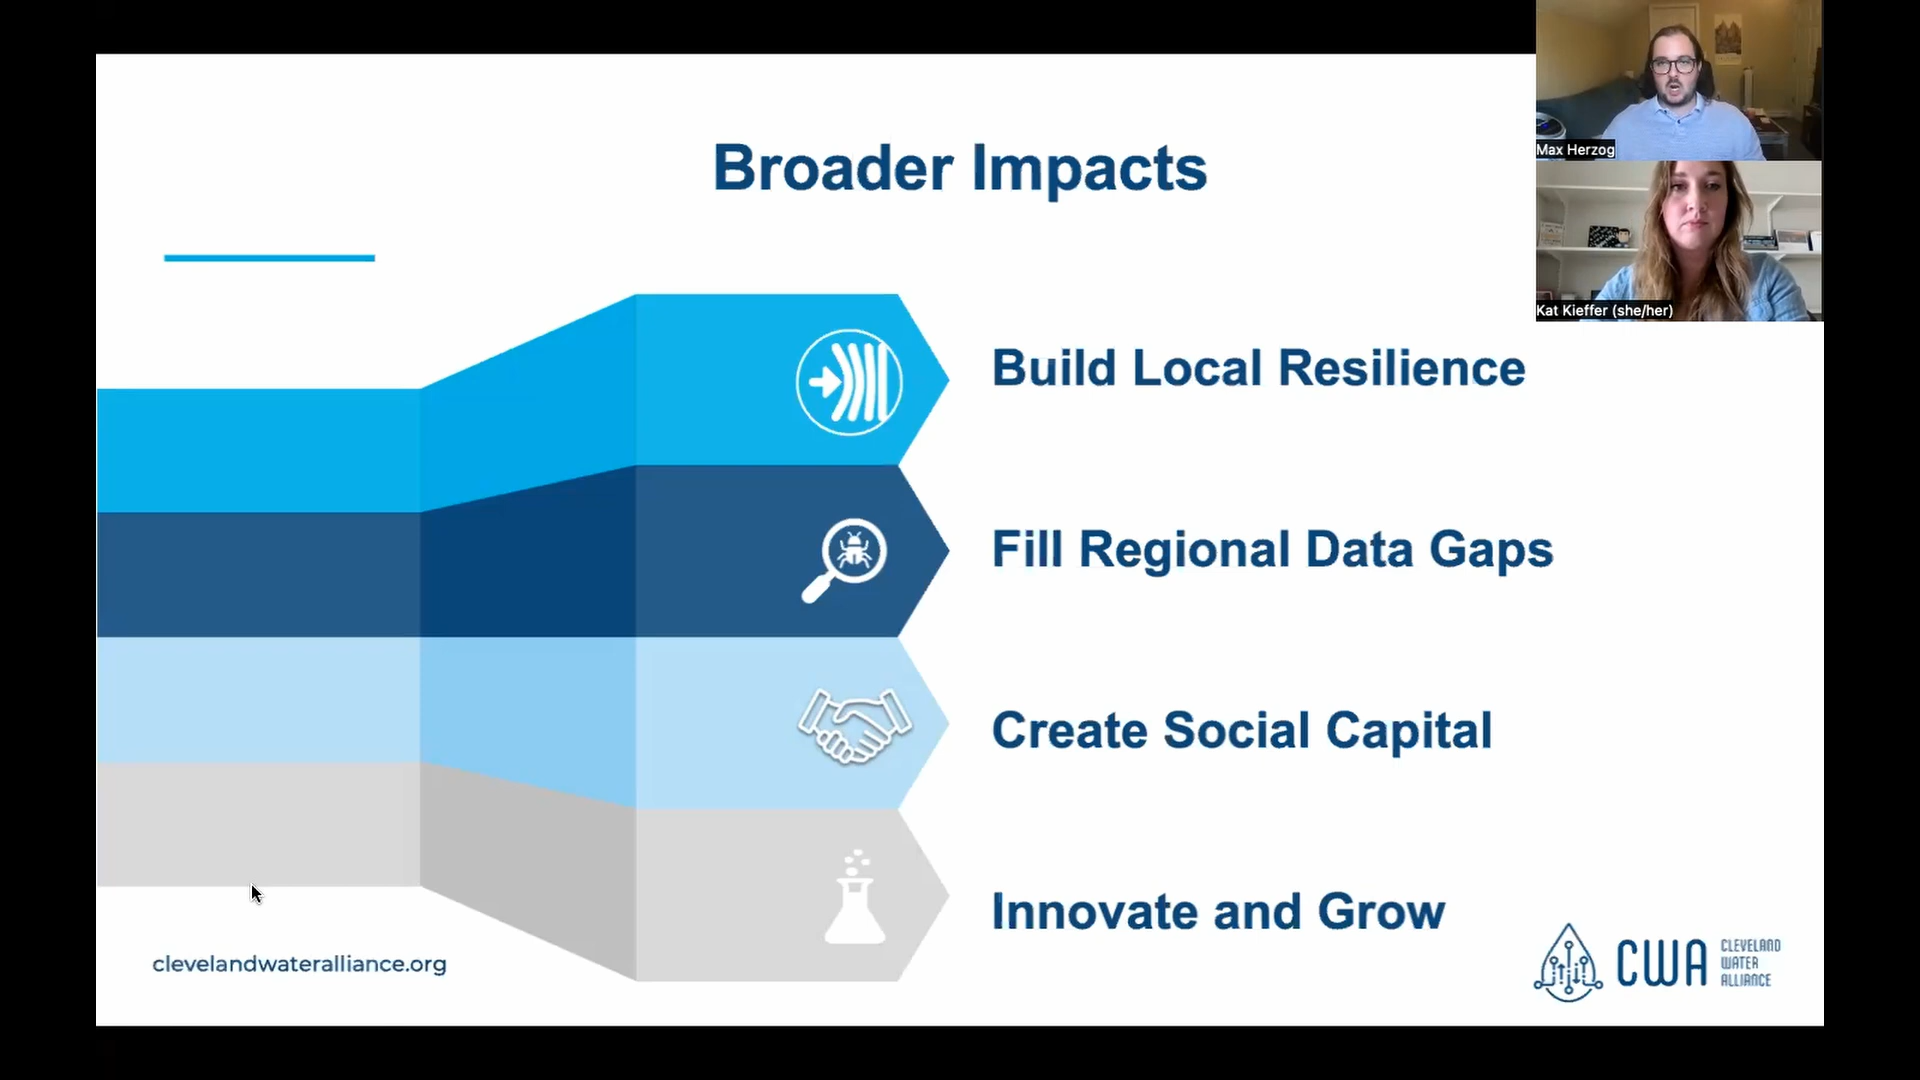 Broader Impacts
Max Herzog
Kat Kieffer (she/her)
Build Local Resilience
Fill Regional Data Gaps
Create Social Capital
Innovate and Grow
clevelandwateralliance.org
CWA
CLEVELAND
WATER
ALLIANCE